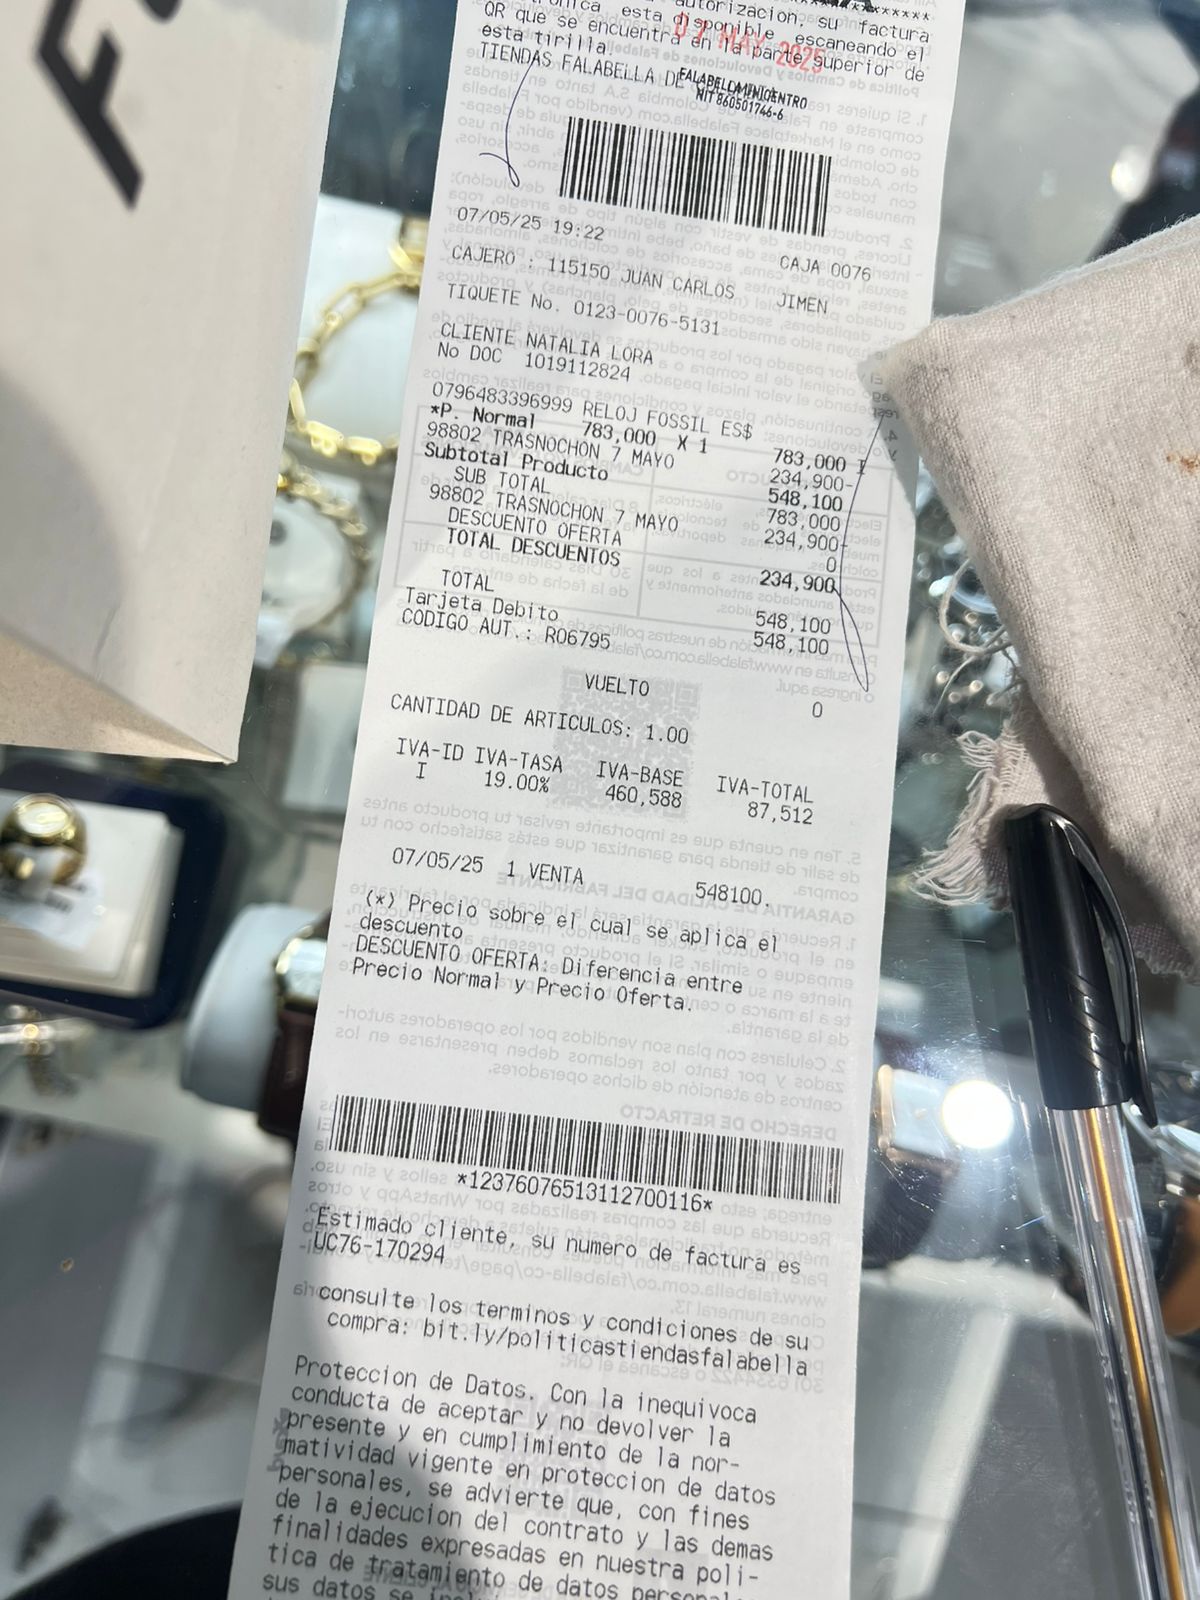 autorizacion, su factura
esta disponible escaneando el
QR que se encuentra en la parte superior de
esta tirilla.
07 MAY 2025
TIENDAS FALABELLA DE
NIT 860501746-6
07/05/25 19:22 CAJA 0076
CAJERO : 115150 JUAN CARLOS JIMEN
TIQUETE No. 0123-0076-5131
CLIENTE NATALIA LORA
No DOC 1019112824
0796483396999 RELOJ FOSSIL ES$
*P. Normal 783,000 X 1 783,000 I
98802 TRASNOCHON 7 MAYO 234,900-
Subtotal Producto 548,100
SUB TOTAL 783,000
98802 TRASNOCHON 7 MAYO 234,900-
DESCUENTO OFERTA 0
TOTAL DESCUENTOS 234,900
TOTAL 548,100
Tarjeta Debito 548,100
CODIGO AUT.: RO6795
VUELTO 0
CANTIDAD DE ARTICULOS: 1.00
IVA-ID IVA-TASA IVA-BASE IVA-TOTAL
I 19.00% 460,588 87,512
07/05/25 1 VENTA 548100.
(*) Precio sobre el cual se aplica el
descuento
DESCUENTO OFERTA: Diferencia entre
Precio Normal y Precio Oferta.
*12376076513112700116*
Estimado cliente, su numero de factura es
UC76-170294
consulte los terminos y condiciones de su
compra: bit.ly/politicastiendasfalabella
Proteccion de Datos. Con la inequivoca
conducta de aceptar y no devolver la
presente y en cumplimiento de la nor-
matividad vigente en proteccion de datos
personales, se advierte que, con fines
de la ejecucion del contrato y las demas
finalidades expresadas en nuestra poli-
tica de tratamiento de datos
sus datos se